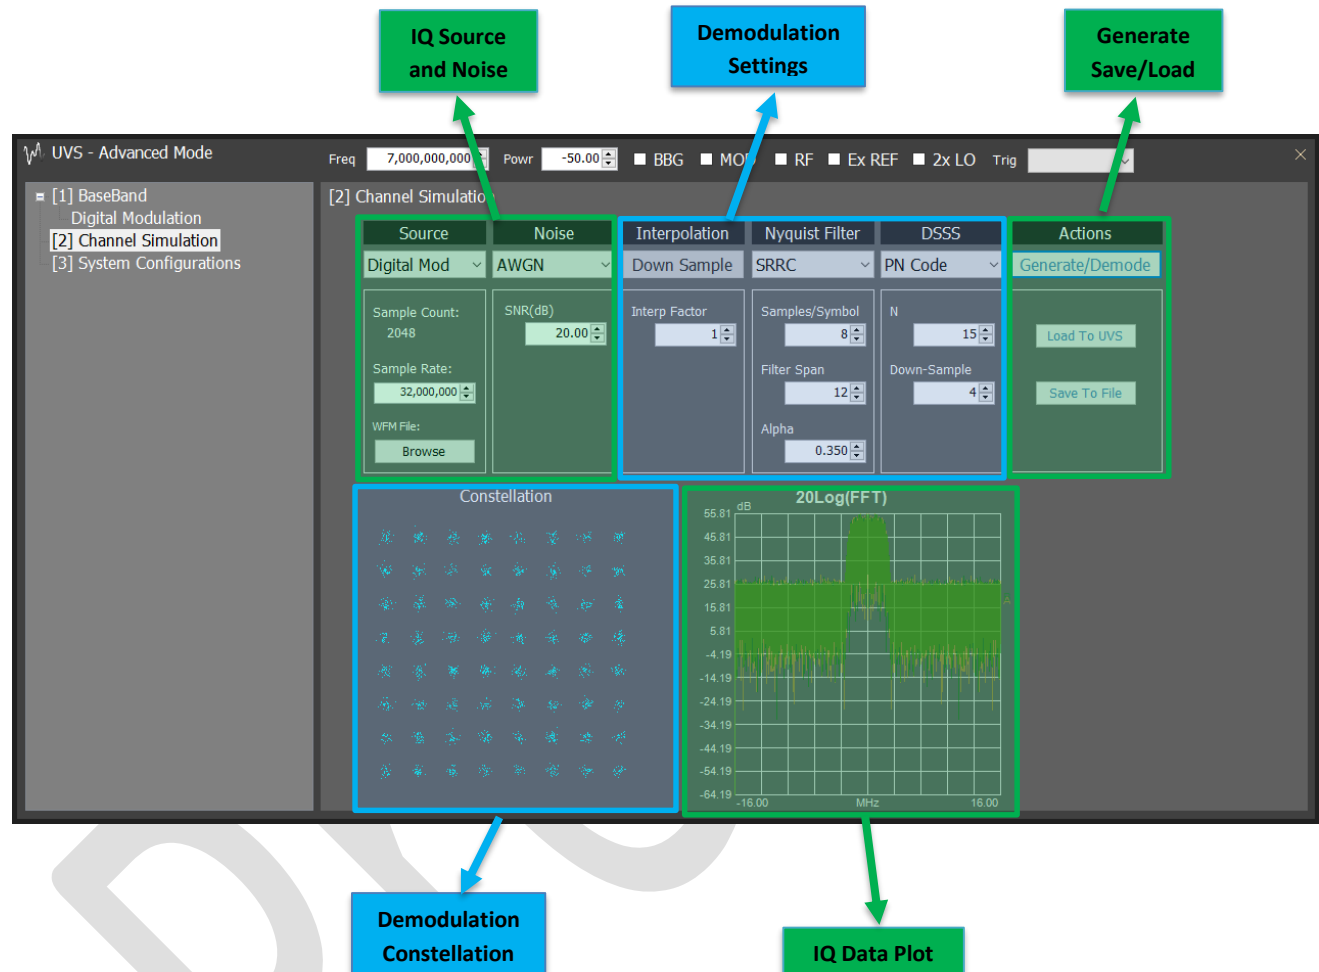 IQ Source
and Noise
Demodulation
Settings
Generate
Save/Load
UVS - Advanced Mode
Freq 7,000,000,000 Powr -50.00 BBG MOD RF Ex REF 2x LO Trig
[1] BaseBand
Digital Modulation
[2] Channel Simulation
[3] System Configurations
[2] Channel Simulation
Source Noise Interpolation Nyquist Filter DSSS Actions
Digital Mod AWGN Down Sample SRRC PN Code Generate/Demode
Sample Count: SNR(dB) Interp Factor Samples/Symbol N
2048 20.00 1 8 15 Load To UVS
Sample Rate: Filter Span Down-Sample
32,000,000 12 4 Save To File
WFM File: Alpha
Browse 0.350
Constellation
20Log(FFT)
dB
55.81
45.81
35.81
25.81
15.81
5.81
-4.19
-14.19
-24.19
-34.19
-44.19
-54.19
-64.19
-16.00 MHz 16.00
A
Demodulation
Constellation
IQ Data Plot